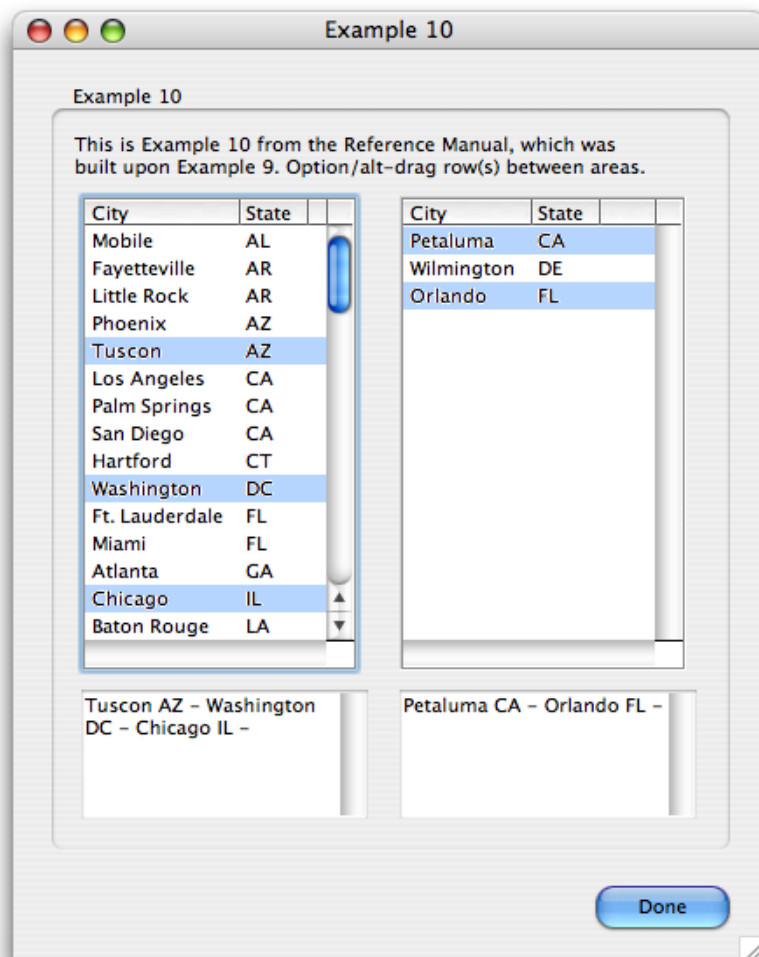 Example 10
Example 10
This is Example 10 from the Reference Manual, which was
built upon Example 9. Option/alt-drag row(s) between areas.
City State
Mobile AL
Fayetteville AR
Little Rock AR
Phoenix AZ
Tuscon AZ
Los Angeles CA
Palm Springs CA
San Diego CA
Hartford CT
Washington DC
Ft. Lauderdale FL
Miami FL
Atlanta GA
Chicago IL
Baton Rouge LA
City State
Petaluma CA
Wilmington DE
Orlando FL
Tuscon AZ - Washington
DC - Chicago IL -
Petaluma CA - Orlando FL -
Done